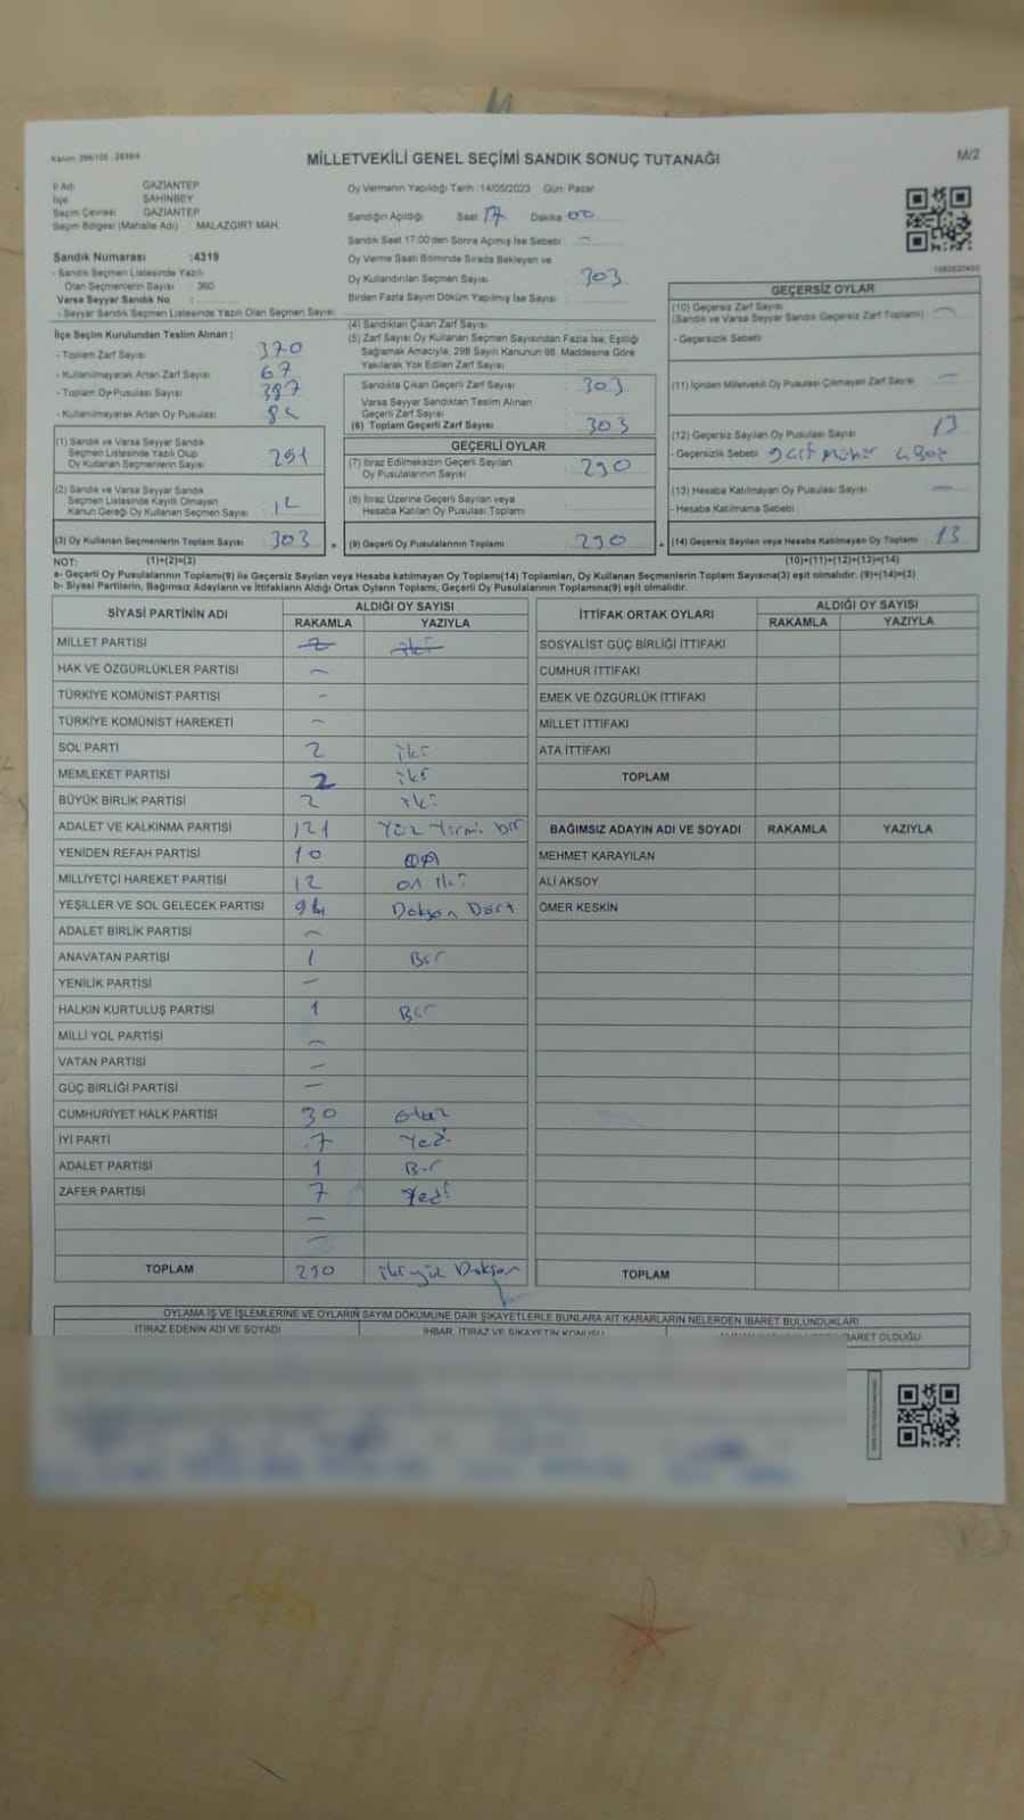 MİLLETVEKİLİ GENEL SEÇİMİ SANDIK SONUÇ TUTANAĞI
M/2
İl Adı GAZİANTEP
İlçe ŞAHİNBEY
Seçim Çevresi GAZİANTEP
Seçim Bölgesi (Mahalle Adı) MALAZGİRT MAH.
Oy Vermenin Yapıldığı Tarih :14/05/2023 Gün: Pazar
Sandığın Açıldığı Saat 17 Dakika 00
Sandık Saat 17:00'den Sonra Açılmış İse Sebebi : -
Sandık Numarası :4319
- Sandık Seçmen Listesinde Yazılı
Olan Seçmenlerin Sayısı : 360
Varsa Seyyar Sandık No :
- Seyyar Sandık Seçmen Listesinde Yazılı Olan Seçmen Sayısı
Oy Verme Saati Bitiminde Sırada Bekleyen ve
Oy Kullandırılan Seçmen Sayısı : 303
Birden Fazla Sayım Döküm Yapılmış İse Sayısı
İlçe Seçim Kurulundan Teslim Alınan :
- Toplam Zarf Sayısı : 370
- Kullanılmayarak Artan Zarf Sayısı : 67
- Toplam Oy Pusulası Sayısı : 387
- Kullanılmayarak Artan Oy Pusulası :
(1) Sandık ve Varsa Seyyar Sandık
Seçmen Listesinde Yazılı Olup
Oy Kullanan Seçmenlerin Sayısı 291
(2) Sandık ve Varsa Seyyar Sandık
Seçmen Listesinde Kayıtlı Olmayan
Kanun Gereği Oy Kullanan Seçmen Sayısı 12
(3) Oy Kullanan Seçmenlerin Toplam Sayısı 303
(4) Sandıktan Çıkan Zarf Sayısı
(5) Zarf Sayısı Oy Kullanan Seçmen Sayısından Fazla İse, Eşitliği
Sağlamak Amacıyla, 298 Sayılı Kanunun 98. Maddesine Göre
Yakılarak Yok Edilen Zarf Sayısı
Sandıkta Çıkan Geçerli Zarf Sayısı : 303
Varsa Seyyar Sandıktan Teslim Alınan
Geçerli Zarf Sayısı
(6) Toplam Geçerli Zarf Sayısı : 303
GEÇERLİ OYLAR
(7) İtiraz Edilmeksizin Geçerli Sayılan
Oy Pusulalarının Sayısı : 290
(8) İtiraz Üzerine Geçerli Sayılan veya
Hesaba Katılan Oy Pusulası Toplamı
(9) Geçerli Oy Pusulalarının Toplamı 290
GEÇERSİZ OYLAR
(10) Geçersiz Zarf Sayısı
(Sandık ve Varsa Seyyar Sandık Geçersiz Zarf Toplamı) : -
- Geçersizlik Sebebi
(11) İçinden Milletvekili Oy Pusulası Çıkmayan Zarf Sayısı -
(12) Geçersiz Sayılan Oy Pusulası Sayısı : 13
- Geçersizlik Sebebi
(13) Hesaba Katılmayan Oy Pusulası Sayısı -
- Hesaba Katılmama Sebebi
(14) Geçersiz Sayılan veya Hesaba Katılmayan Oy Toplamı 13
NOT: (1)+(2)=(3)
(10)+(11)+(12)+(13)=(14)
a- Geçerli Oy Pusulalarının Toplamı(9) ile Geçersiz Sayılan veya Hesaba katılmayan Oy Toplamı(14) Toplamları, Oy Kullanan Seçmenlerin Toplam Sayısına(3) eşit olmalıdır. (9)+(14)=(3)
b- Siyasi Partilerin, Bağımsız Adayların ve İttifakların Aldığı Ortak Oyların Toplamı, Geçerli Oy Pusulalarının Toplamına(9) eşit olmalıdır.
SİYASİ PARTİNİN ADI ALDIĞI OY SAYISI
RAKAMLA YAZIYLA
MİLLET PARTİSİ 2 iki
HAK VE ÖZGÜRLÜKLER PARTİSİ -
TÜRKİYE KOMÜNİST PARTİSİ -
TÜRKİYE KOMÜNİST HAREKETİ -
SOL PARTİ 2 iki
MEMLEKET PARTİSİ 2 iki
BÜYÜK BİRLİK PARTİSİ 2 iki
ADALET VE KALKINMA PARTİSİ 121 Yüz Yirmi bir
YENİDEN REFAH PARTİSİ 10 on
MİLLİYETÇİ HAREKET PARTİSİ 12 on iki
YEŞİLLER VE SOL GELECEK PARTİSİ 94 Doksan Dört
ADALET BİRLİK PARTİSİ -
ANAVATAN PARTİSİ 1 Bir
YENİLİK PARTİSİ -
HALKIN KURTULUŞ PARTİSİ 1 Bir
MİLLİ YOL PARTİSİ -
VATAN PARTİSİ -
GÜÇ BİRLİĞİ PARTİSİ -
CUMHURİYET HALK PARTİSİ 30 otuz
İYİ PARTİ 7 Yedi
ADALET PARTİSİ 1 Bir
ZAFER PARTİSİ 7 Yedi
-
-
TOPLAM 290 ikiyüz Doksan
İTTİFAK ORTAK OYLARI ALDIĞI OY SAYISI
RAKAMLA YAZIYLA
SOSYALİST GÜÇ BİRLİĞİ İTTİFAKI
CUMHUR İTTİFAKI
EMEK VE ÖZGÜRLÜK İTTİFAKI
MİLLET İTTİFAKI
ATA İTTİFAKI
TOPLAM
BAĞIMSIZ ADAYIN ADI VE SOYADI RAKAMLA YAZIYLA
MEHMET KARAYILAN
ALİ AKSOY
ÖMER KESKİN
TOPLAM
OYLAMA İŞ VE İŞLEMLERİNE VE OYLARIN SAYIM DÖKÜMÜNE DAİR ŞİKAYETLERLE BUNLARA AİT KARARLARIN NELERDEN İBARET BULUNDUKLARI
İTİRAZ EDENİN ADI VE SOYADI İHBAR, İTİRAZ VE ŞİKAYETİN KONUSU